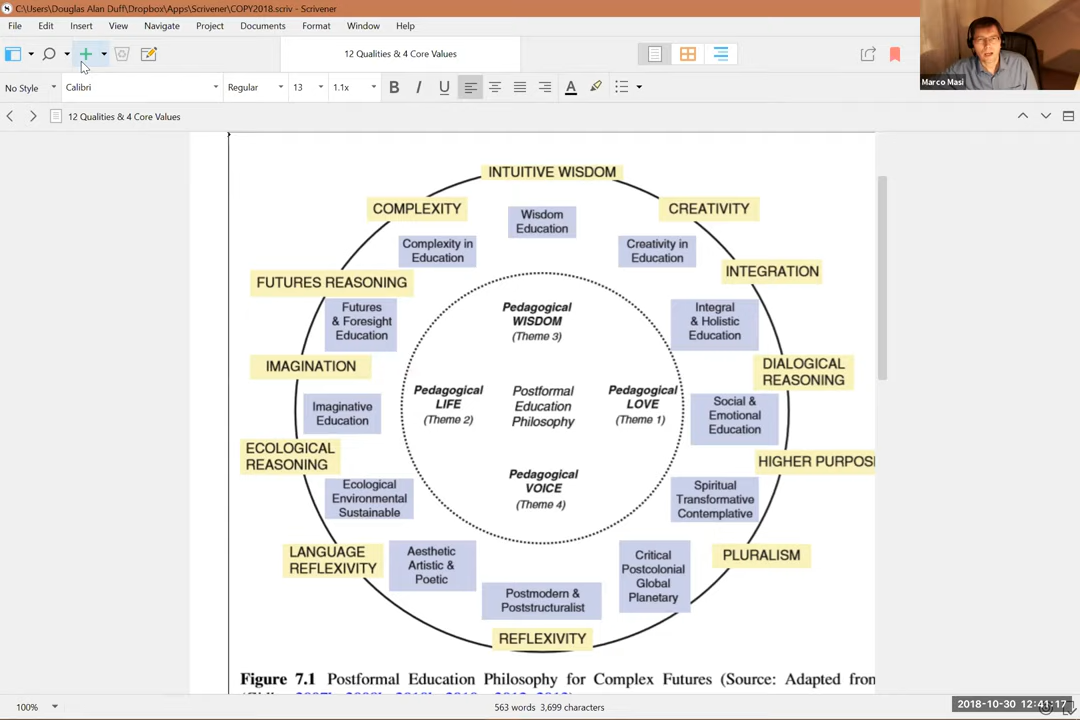 C:\Users\Douglas Alan Duff\Dropbox\Apps\Scrivener\COPY2018.scriv - Scrivener
File Edit Insert View Navigate Project Documents Format Window Help
12 Qualities & 4 Core Values
No Style Calibri Regular 13 1.1x B I U A
Marco Masi
12 Qualities & 4 Core Values
INTUITIVE WISDOM
COMPLEXITY
CREATIVITY
Wisdom
Education
Complexity in
Education
Creativity in
Education
INTEGRATION
FUTURES REASONING
Futures
& Foresight
Education
Pedagogical
WISDOM
(Theme 3)
Integral
& Holistic
Education
IMAGINATION
DIALOGICAL
REASONING
Imaginative
Education
Pedagogical
LIFE
(Theme 2)
Postformal
Education
Philosophy
Pedagogical
LOVE
(Theme 1)
Social &
Emotional
Education
ECOLOGICAL
REASONING
HIGHER PURPOS
Ecological
Environmental
Sustainable
Pedagogical
VOICE
(Theme 4)
Spiritual
Transformative
Contemplative
LANGUAGE
REFLEXIVITY
Aesthetic
Artistic &
Poetic
Postmodern &
Poststructuralist
Critical
Postcolonial
Global
Planetary
PLURALISM
REFLEXIVITY
Figure 7.1 Postformal Education Philosophy for Complex Futures (Source: Adapted from
100% 563 words, 3,699 characters
2018-10-30 12:41:17